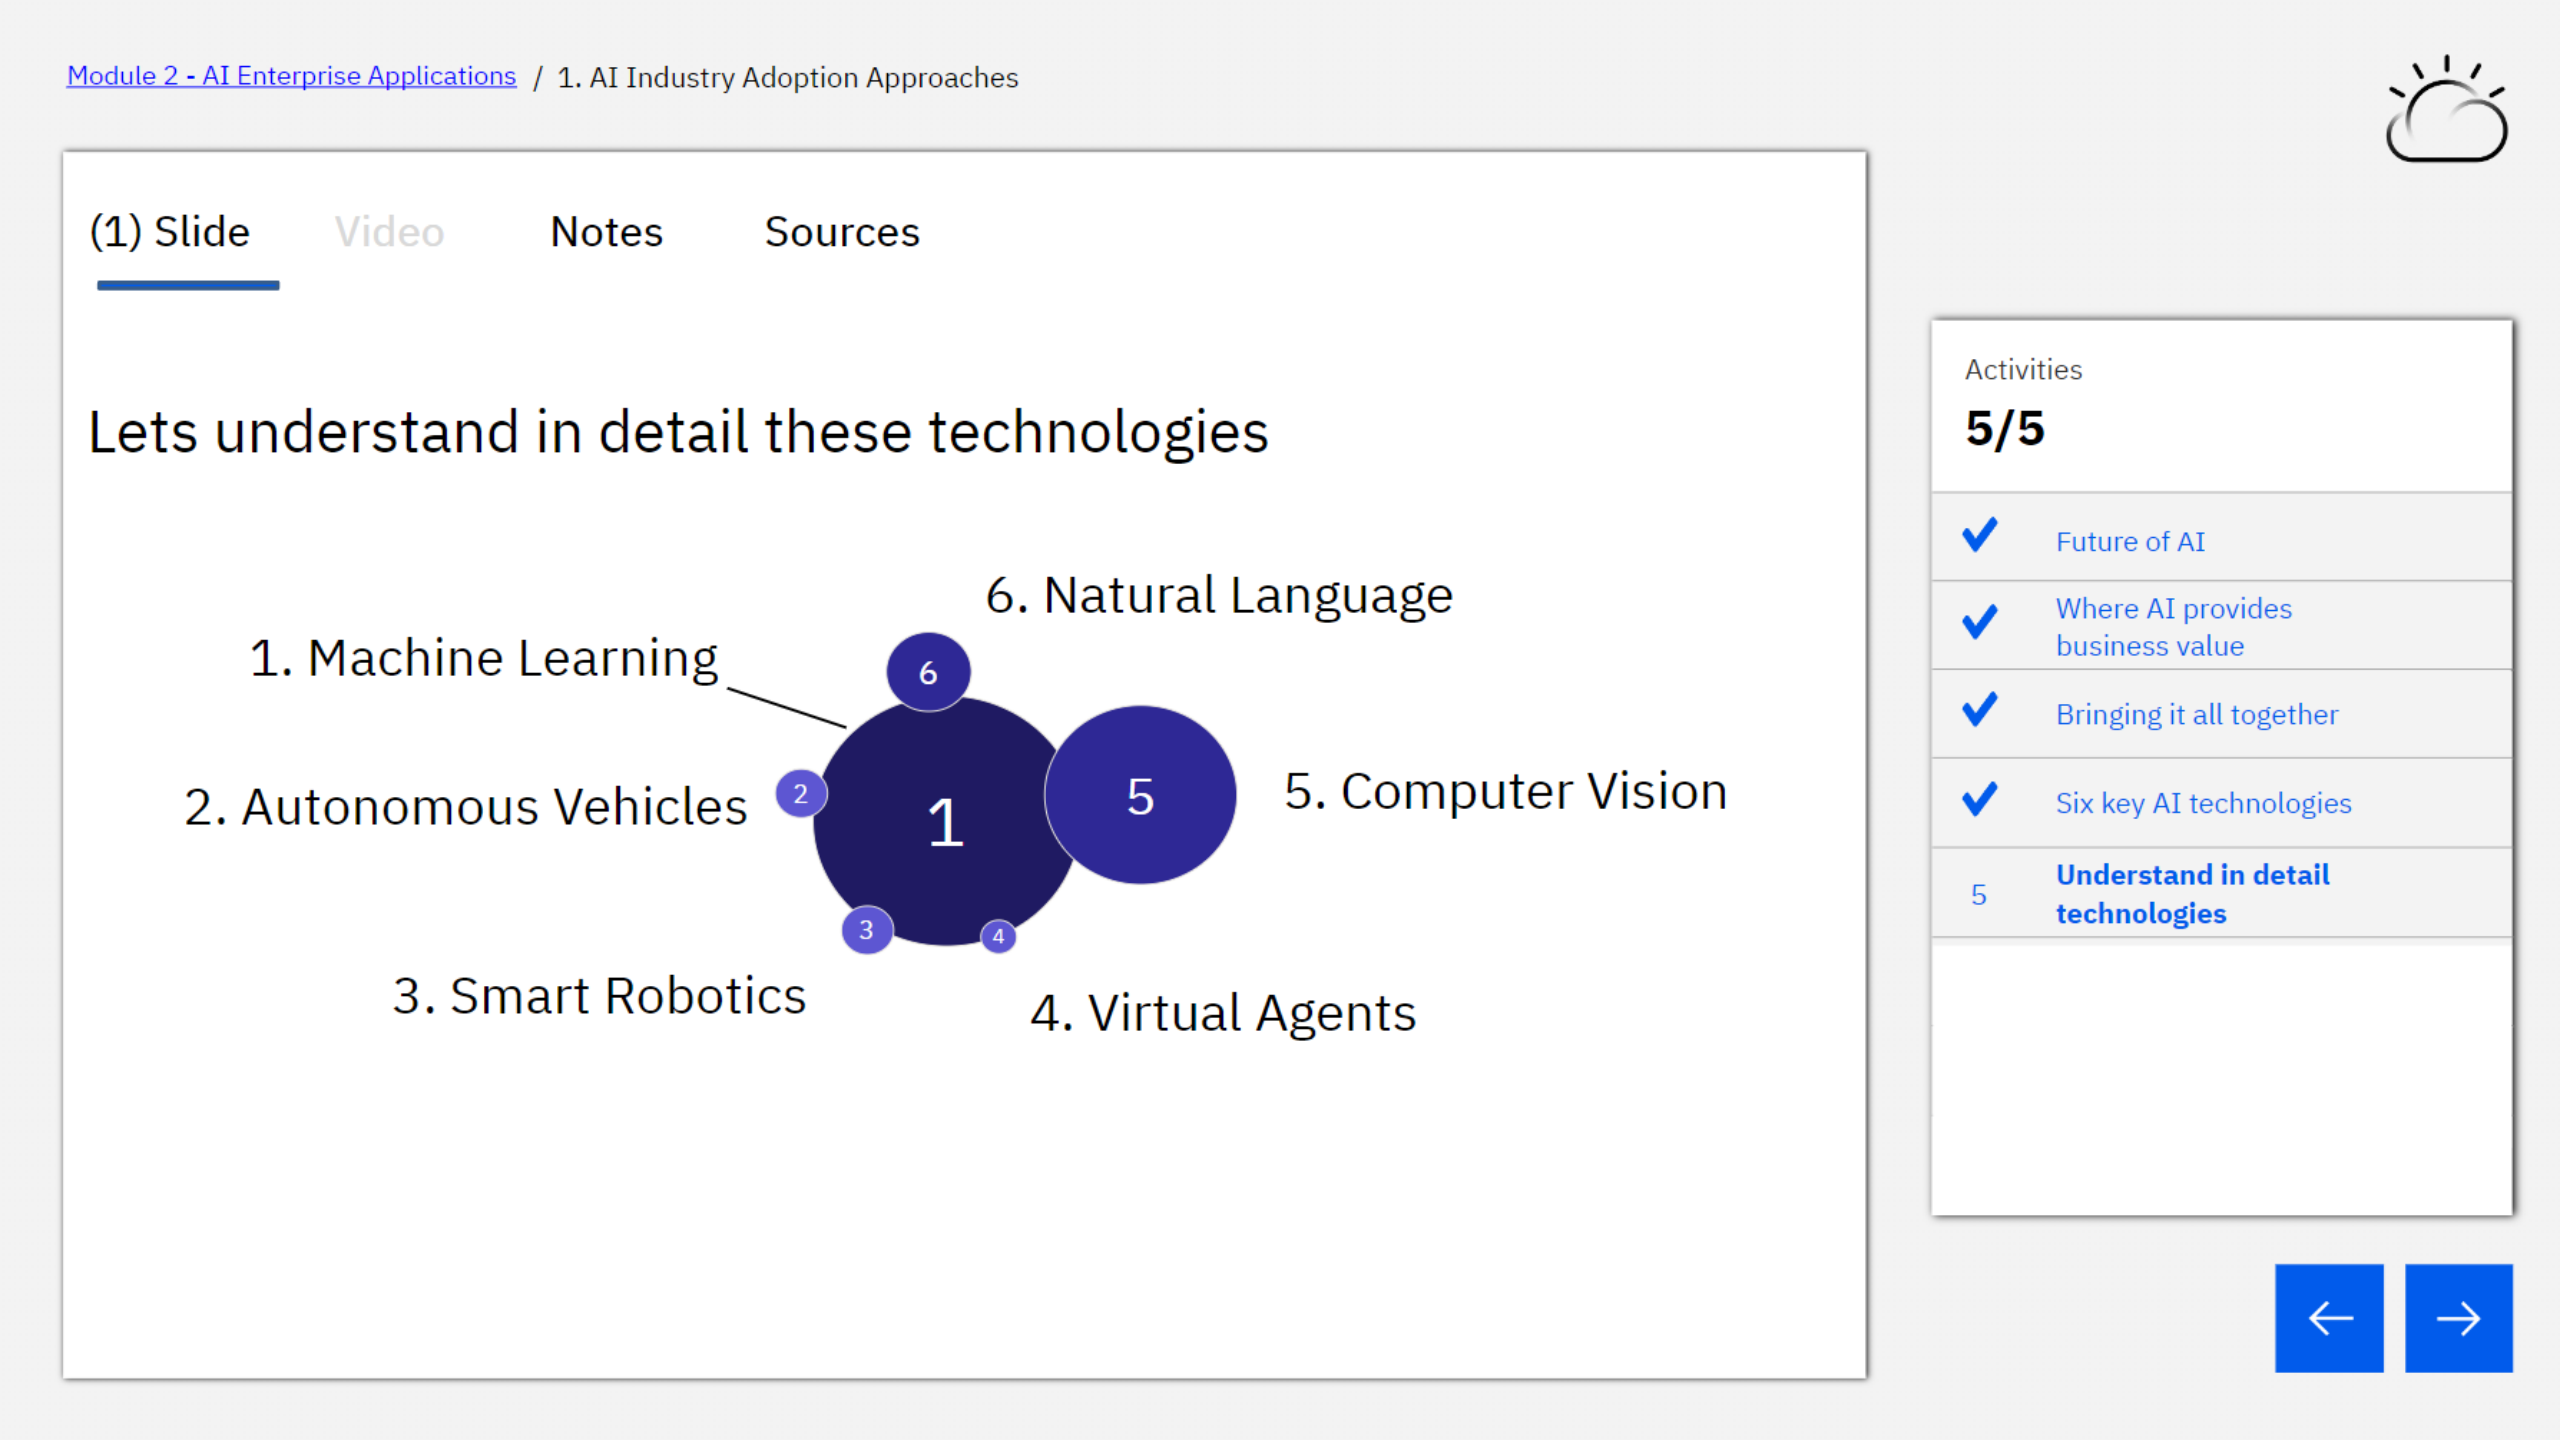 Module 2 - AI Enterprise Applications / 1. AI Industry Adoption Approaches
(1) Slide Video Notes Sources
Lets understand in detail these technologies
6. Natural Language
1. Machine Learning
6
2. Autonomous Vehicles
2
1
5
5. Computer Vision
3
4
3. Smart Robotics
4. Virtual Agents
Activities
5/5
Future of AI
Where AI provides
business value
Bringing it all together
Six key AI technologies
5
Understand in detail
technologies